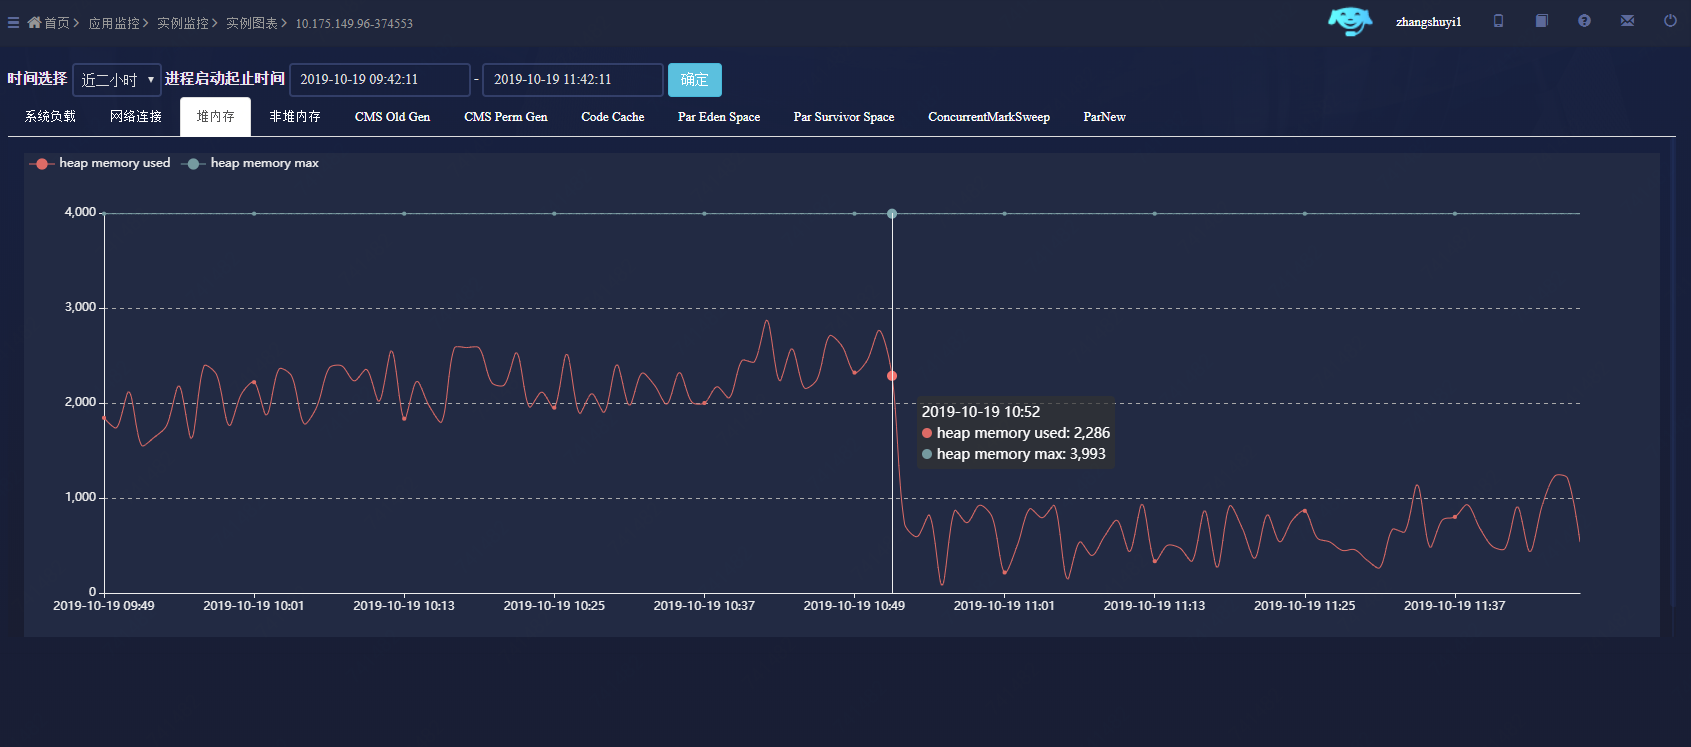 首页 > 应用监控 > 实例监控 > 实例图表 > 10.175.149.96-374553
zhangshuyi1
时间选择 近二小时 进程启动起止时间 2019-10-19 09:42:11 - 2019-10-19 11:42:11 确定
系统负载 网络连接 堆内存 非堆内存 CMS Old Gen CMS Perm Gen Code Cache Par Eden Space Par Survivor Space ConcurrentMarkSweep ParNew
heap memory used heap memory max
4,000
3,000
2,000
1,000
0
2019-10-19 10:52
heap memory used: 2,286
heap memory max: 3,993
2019-10-19 09:49 2019-10-19 10:01 2019-10-19 10:13 2019-10-19 10:25 2019-10-19 10:37 2019-10-19 10:49 2019-10-19 11:01 2019-10-19 11:13 2019-10-19 11:25 2019-10-19 11:37